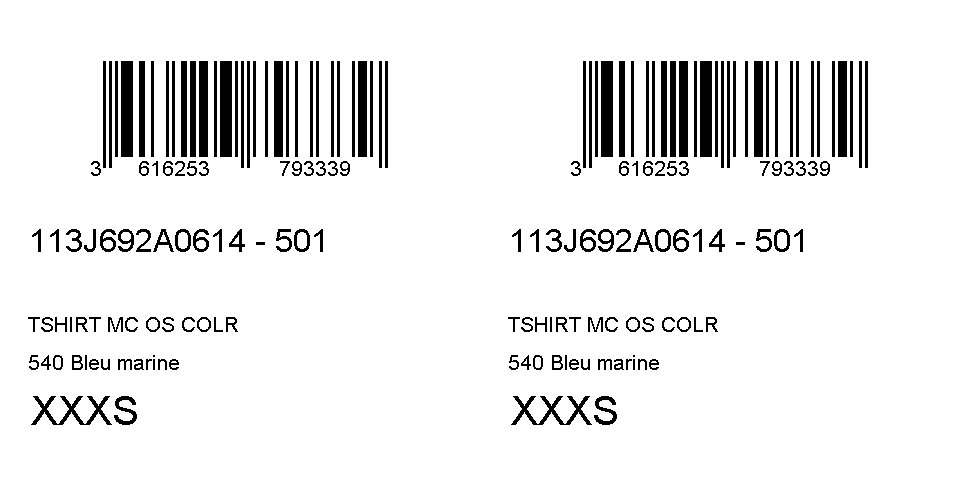 3 616253 793339
113J692A0614 - 501
TSHIRT MC OS COLR
540 Bleu marine
XXXS
3 616253 793339
113J692A0614 - 501
TSHIRT MC OS COLR
540 Bleu marine
XXXS